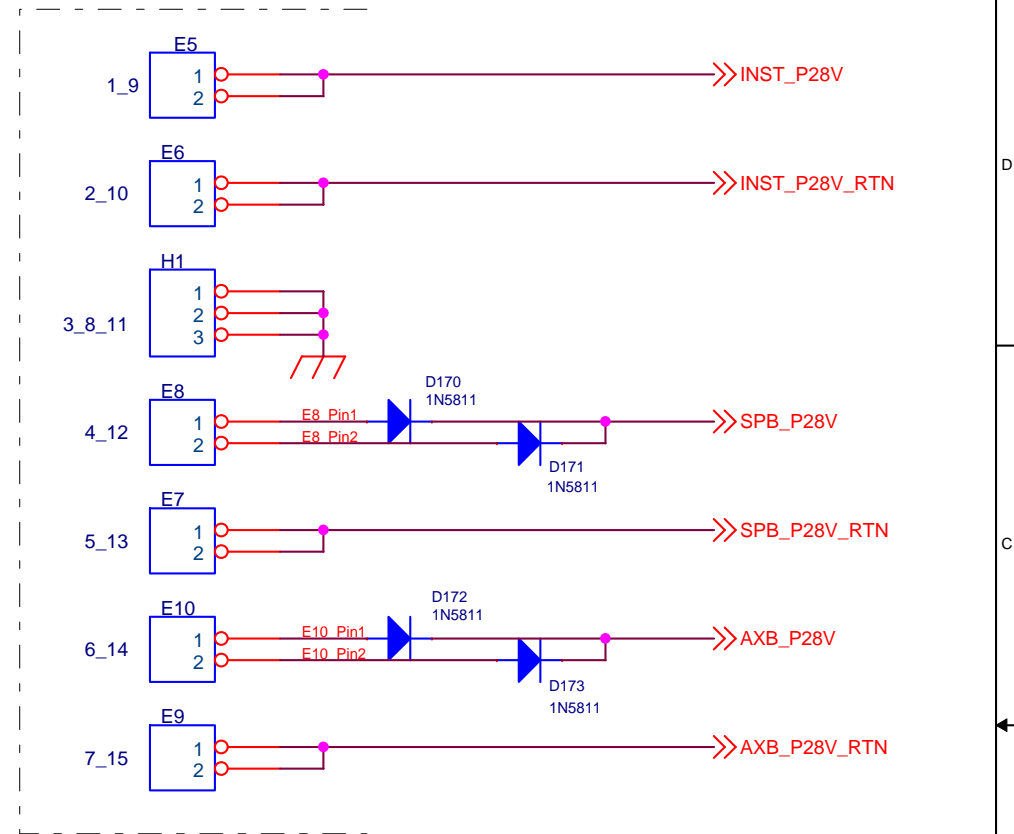 E5
1_9
1
2
INST_P28V
E6
2_10
1
2
INST_P28V_RTN
D
H1
3_8_11
1
2
3
E8
4_12
1
2
E8_Pin1
E8_Pin2
D170
1N5811
D171
1N5811
SPB_P28V
E7
5_13
1
2
SPB_P28V_RTN
C
E10
6_14
1
2
E10_Pin1
E10_Pin2
D172
1N5811
D173
1N5811
AXB_P28V
E9
7_15
1
2
AXB_P28V_RTN